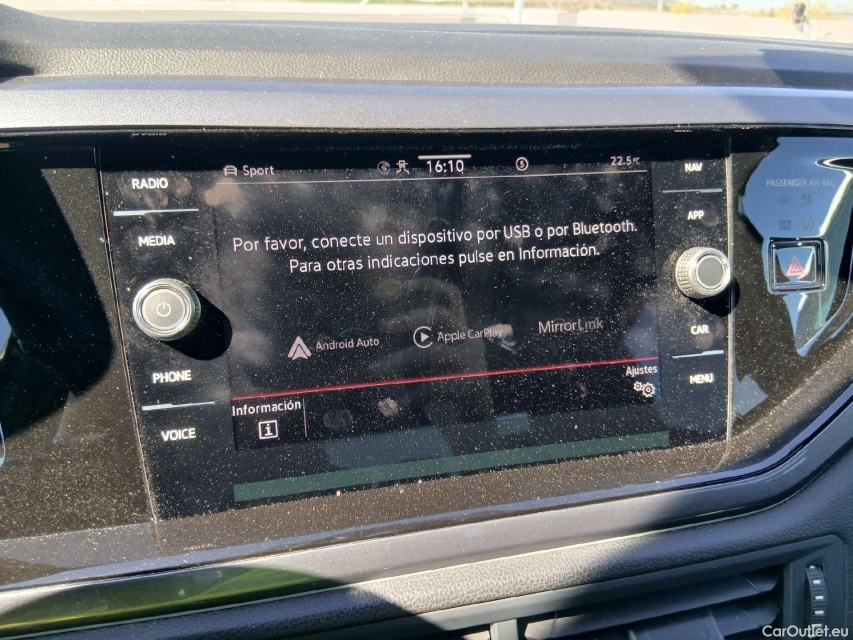 Sport
16:10
22.5°C
RADIO
MEDIA
PHONE
VOICE
NAV
APP
CAR
MENU
Por favor, conecte un dispositivo por USB o por Bluetooth.
Para otras indicaciones pulse en Información.
Android Auto
Apple CarPlay
MirrorLink
Información
i
Ajustes
PASSENGER AIR BAG
OFF
CarOutlet.eu